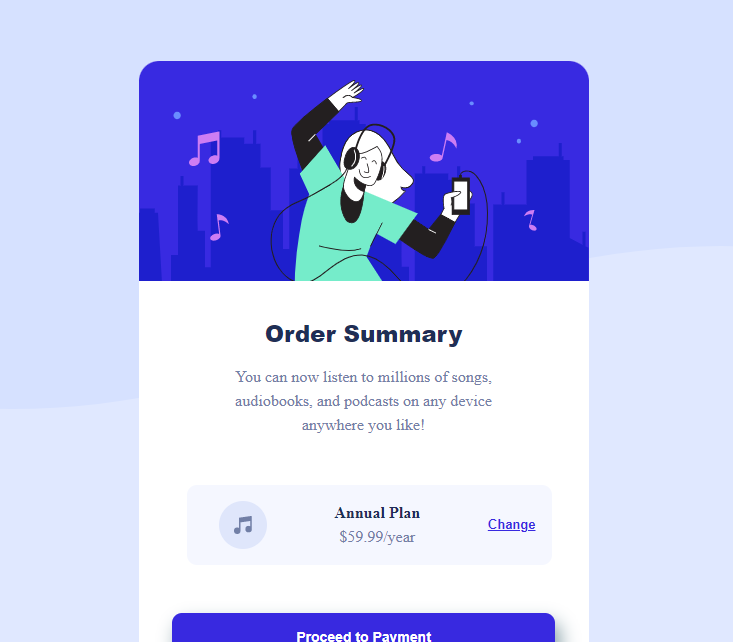 Order Summary
You can now listen to millions of songs,
audiobooks, and podcasts on any device
anywhere you like!
Annual Plan
$59.99/year
Change
Proceed to Payment